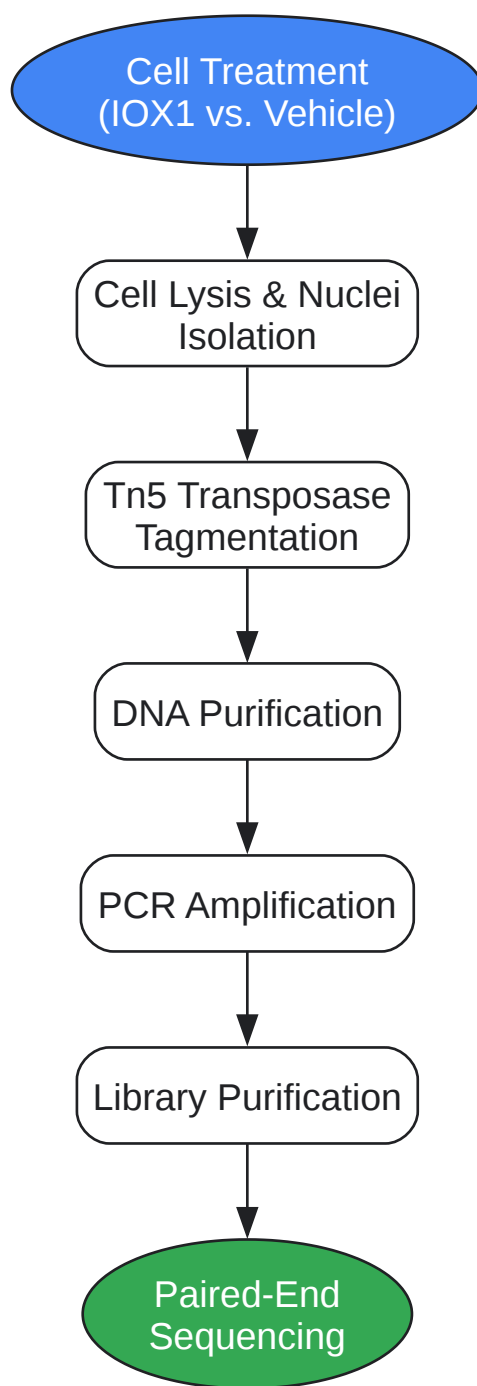 Cell Treatment
(IOX1 vs. Vehicle)
Cell Lysis & Nuclei
Isolation
Tn5 Transposase
Tagmentation
DNA Purification
PCR Amplification
Library Purification
Paired-End
Sequencing